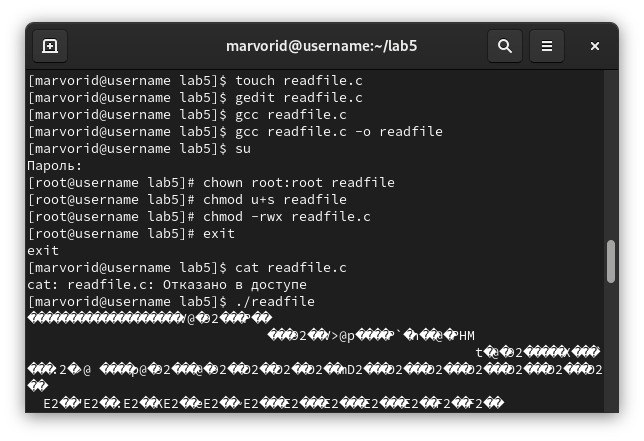 marvorid@username:~/lab5
[marvorid@username lab5]$ touch readfile.c
[marvorid@username lab5]$ gedit readfile.c
[marvorid@username lab5]$ gcc readfile.c
[marvorid@username lab5]$ gcc readfile.c -o readfile
[marvorid@username lab5]$ su
Пароль:
[root@username lab5]# chown root:root readfile
[root@username lab5]# chmod u+s readfile
[root@username lab5]# chmod -rwx readfile.c
[root@username lab5]# exit
exit
[marvorid@username lab5]$ cat readfile.c
cat: readfile.c: Отказано в доступе
[marvorid@username lab5]$ ./readfile